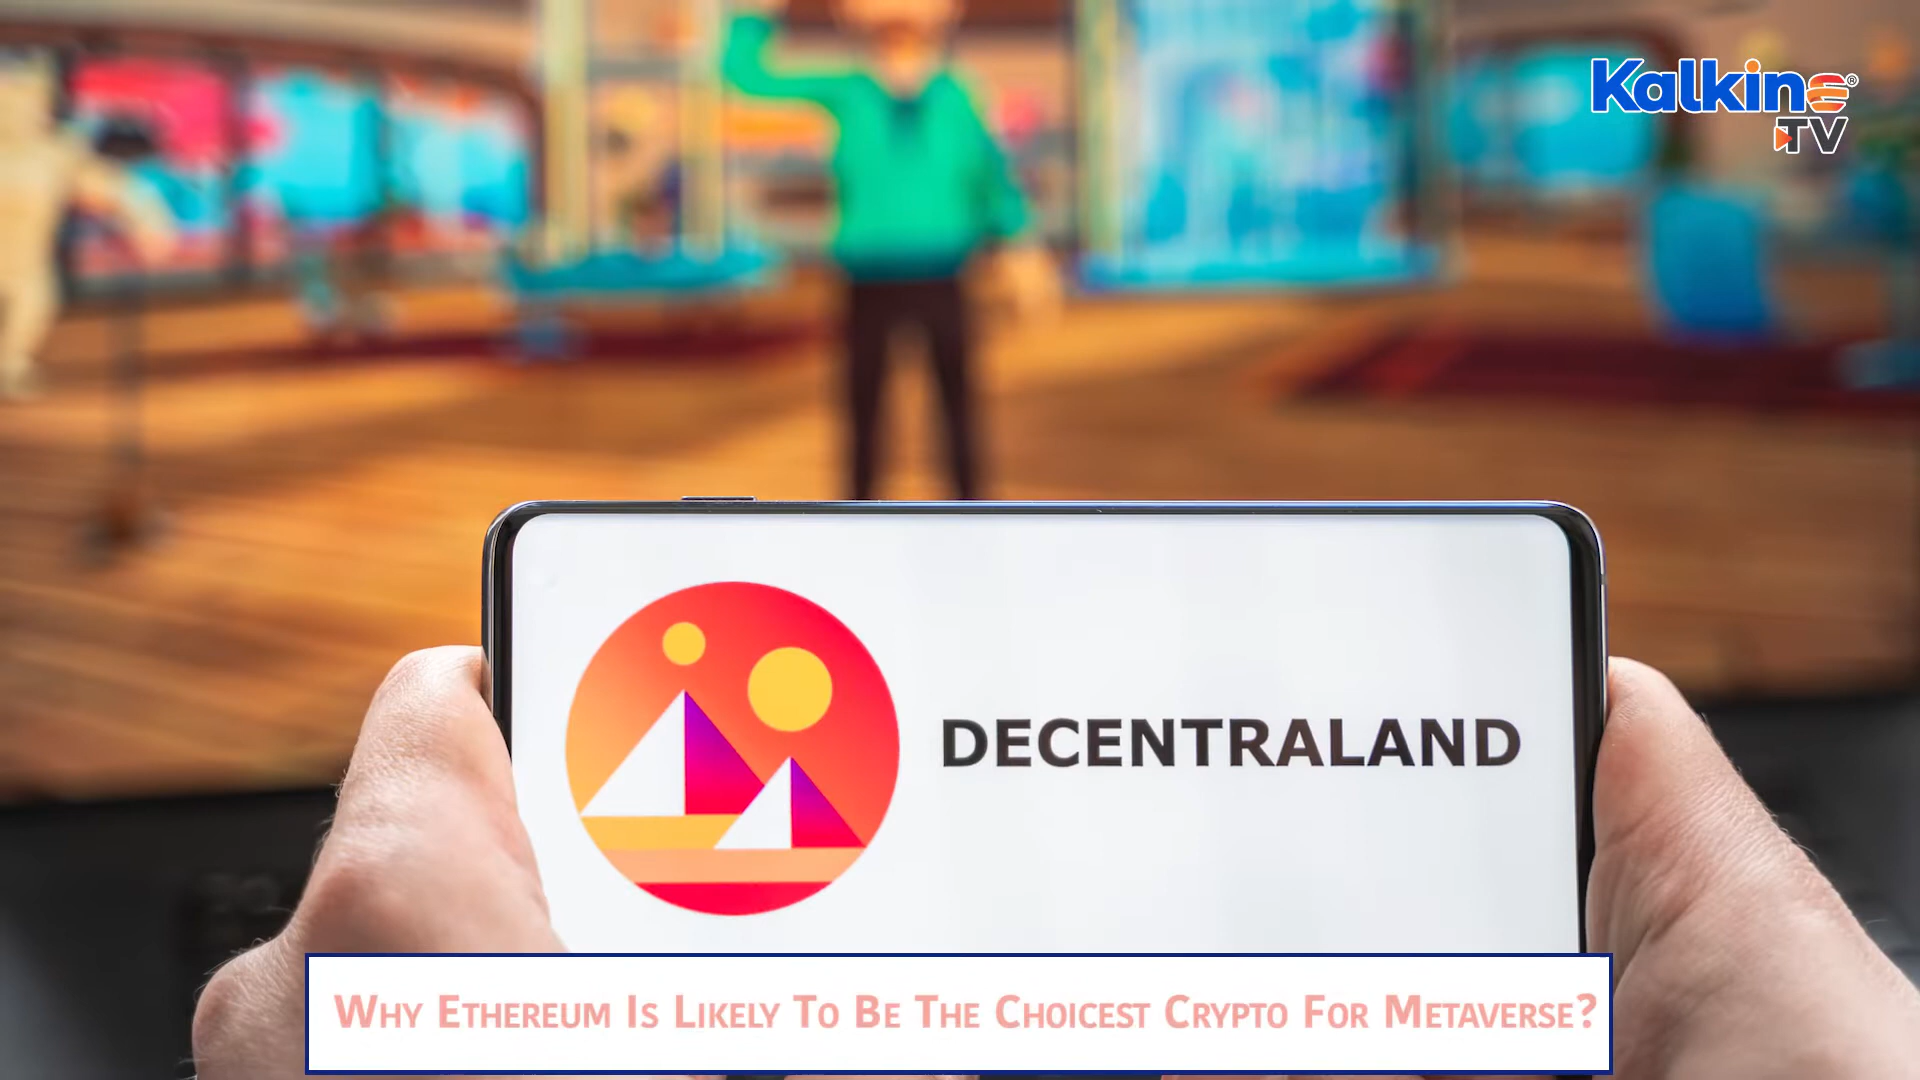 Kalkine®
TV
DECENTRALAND
Why Ethereum Is Likely To Be The Choicest Crypto For Metaverse?